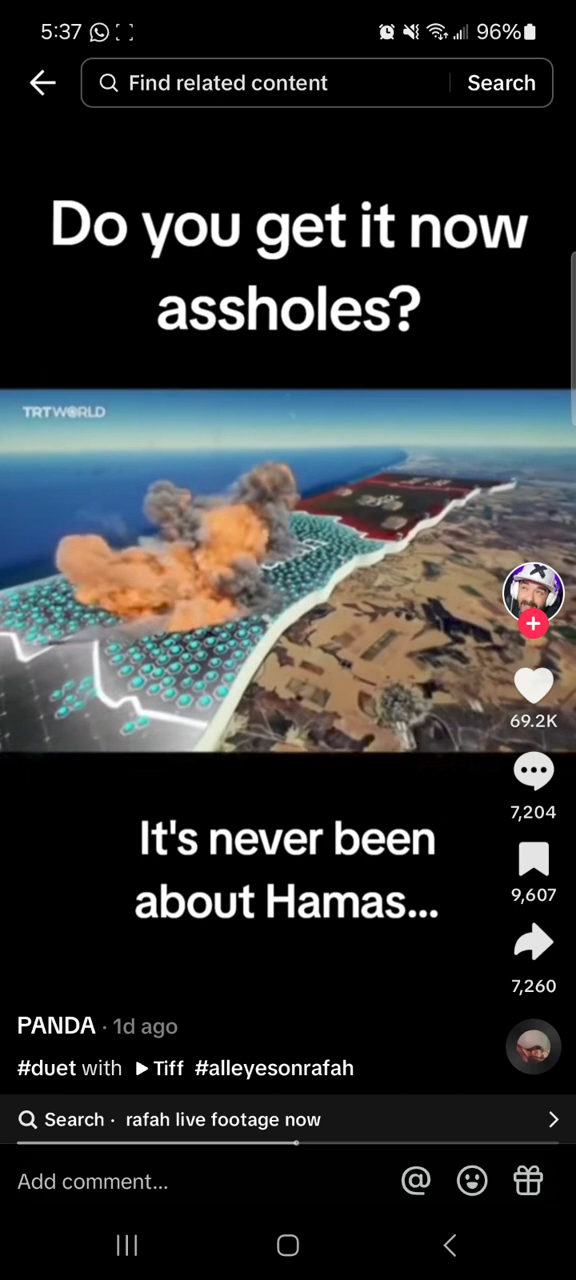 5:37
96%
Find related content
Search
Do you get it now
assholes?
TRTWORLD
69.2K
7,204
It's never been
9,607
about Hamas...
7,260
PANDA · 1d ago
#duet with ▶ Tiff #alleyesonrafah
Search · rafah live footage now
Add comment...